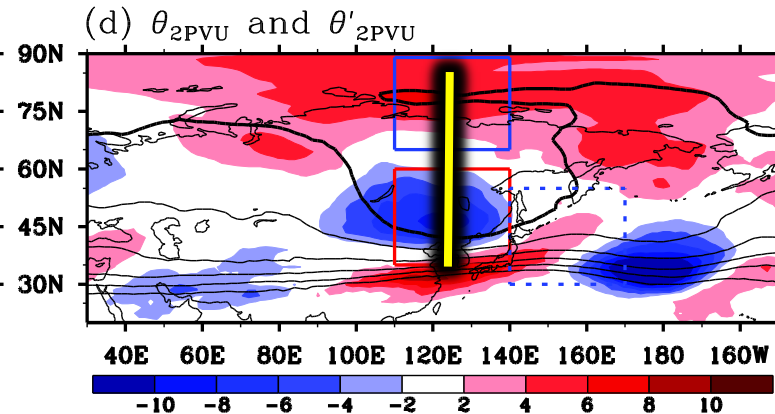 (d) θ2PVU and θ'2PVU
90N
75N
60N
45N
30N
40E 60E 80E 100E 120E 140E 160E 180 160W
-10 -8 -6 -4 -2 2 4 6 8 10